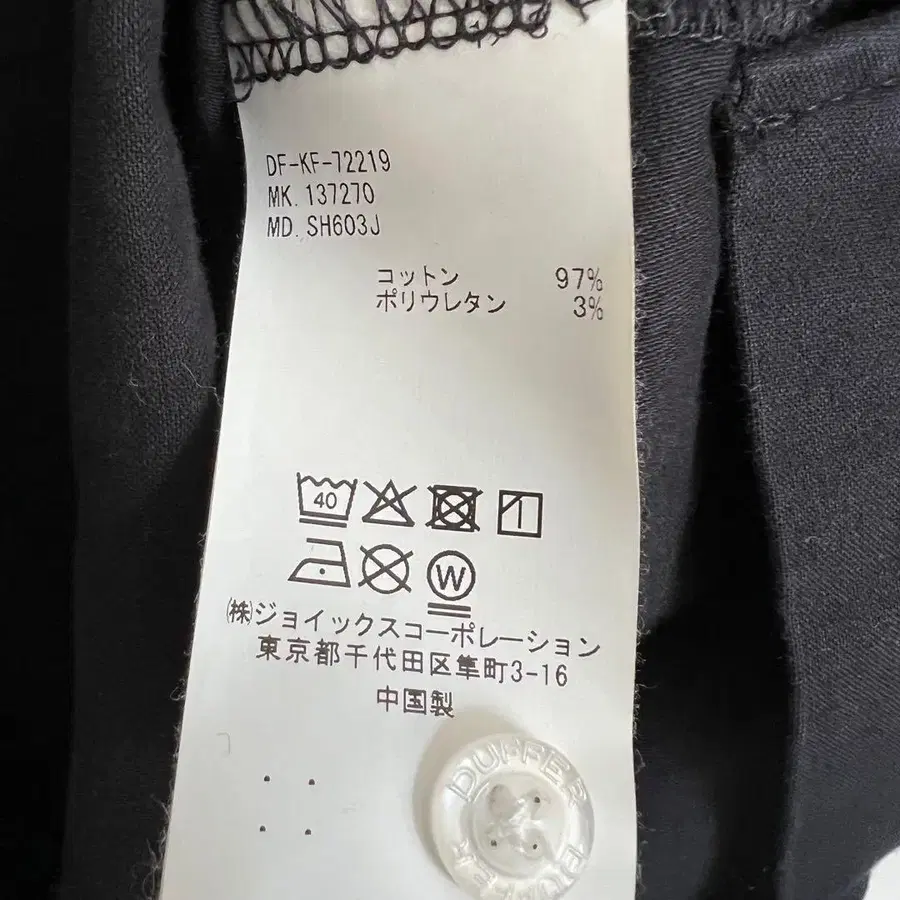 DF-KF-72219
MK. 137270
MD. SH603J
コットン 97%
ポリウレタン 3%
40
W
(株)ジョイックスコーポレーション
東京都千代田区隼町3-16
中国製
DUFFER